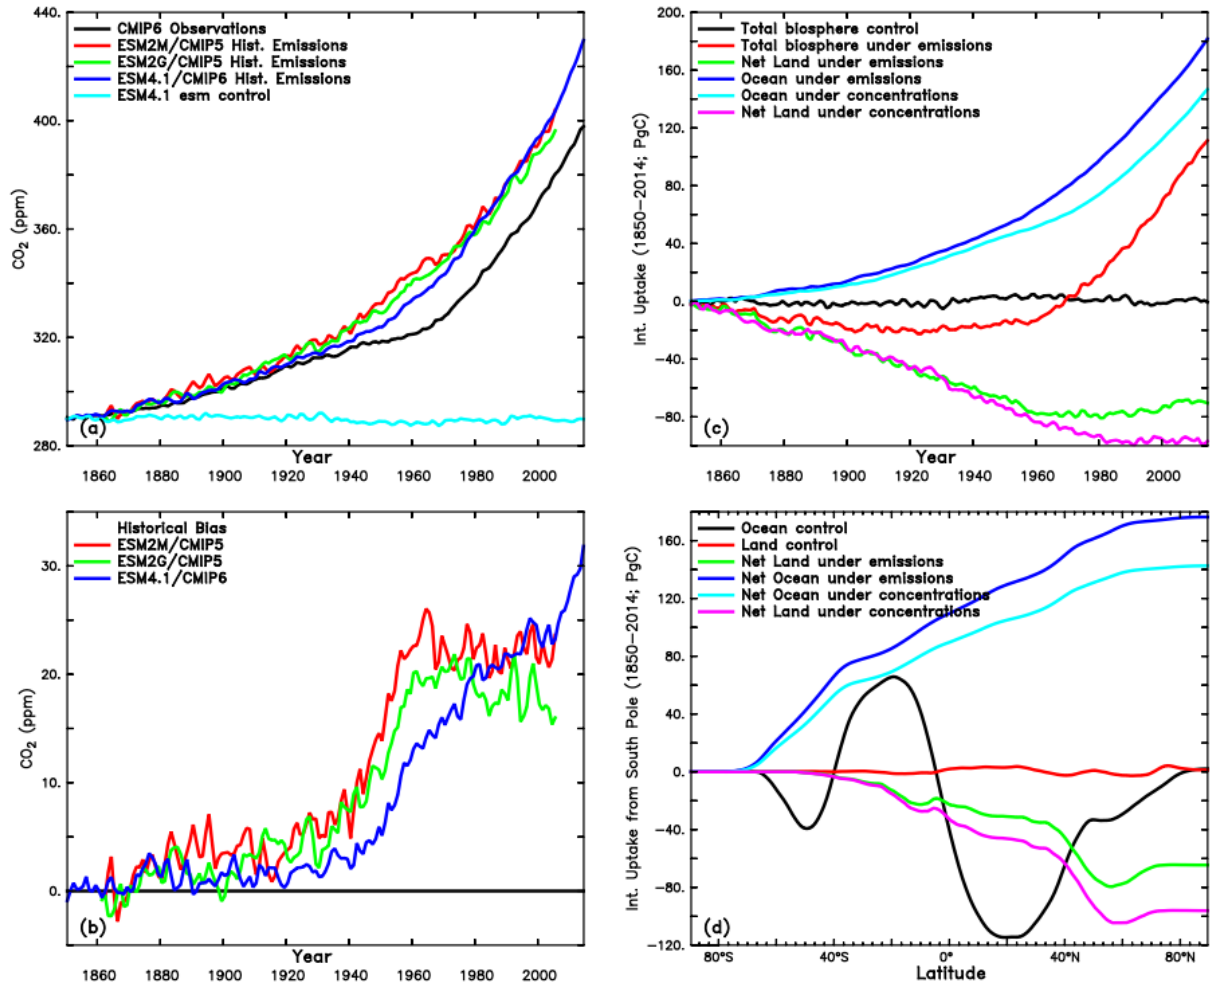 440.
400.
360.
320.
280.
CO2 (ppm)
CMIP6 Observations
ESM2M/CMIP5 Hist. Emissions
ESM2G/CMIP5 Hist. Emissions
ESM4.1/CMIP6 Hist. Emissions
ESM4.1 esm control
(a)
Year
1860 1880 1900 1920 1940 1960 1980 2000
200.
160.
120.
80.
40.
0.
−40.
−80.
Int. Uptake (1850−2014; PgC)
Total biosphere control
Total biosphere under emissions
Net Land under emissions
Ocean under emissions
Ocean under concentrations
Net Land under concentrations
(c)
Year
1860 1880 1900 1920 1940 1960 1980 2000
30.
20.
10.
0.
CO2 (ppm)
Historical Bias
ESM2M/CMIP5
ESM2G/CMIP5
ESM4.1/CMIP6
(b)
Year
1860 1880 1900 1920 1940 1960 1980 2000
160.
120.
80.
40.
0.
−40.
−80.
−120.
Int. Uptake from South Pole (1850−2014; PgC)
Ocean control
Land control
Net Land under emissions
Net Ocean under emissions
Net Ocean under concentrations
Net Land under concentrations
(d)
80°S 40°S 0° 40°N 80°N
Latitude